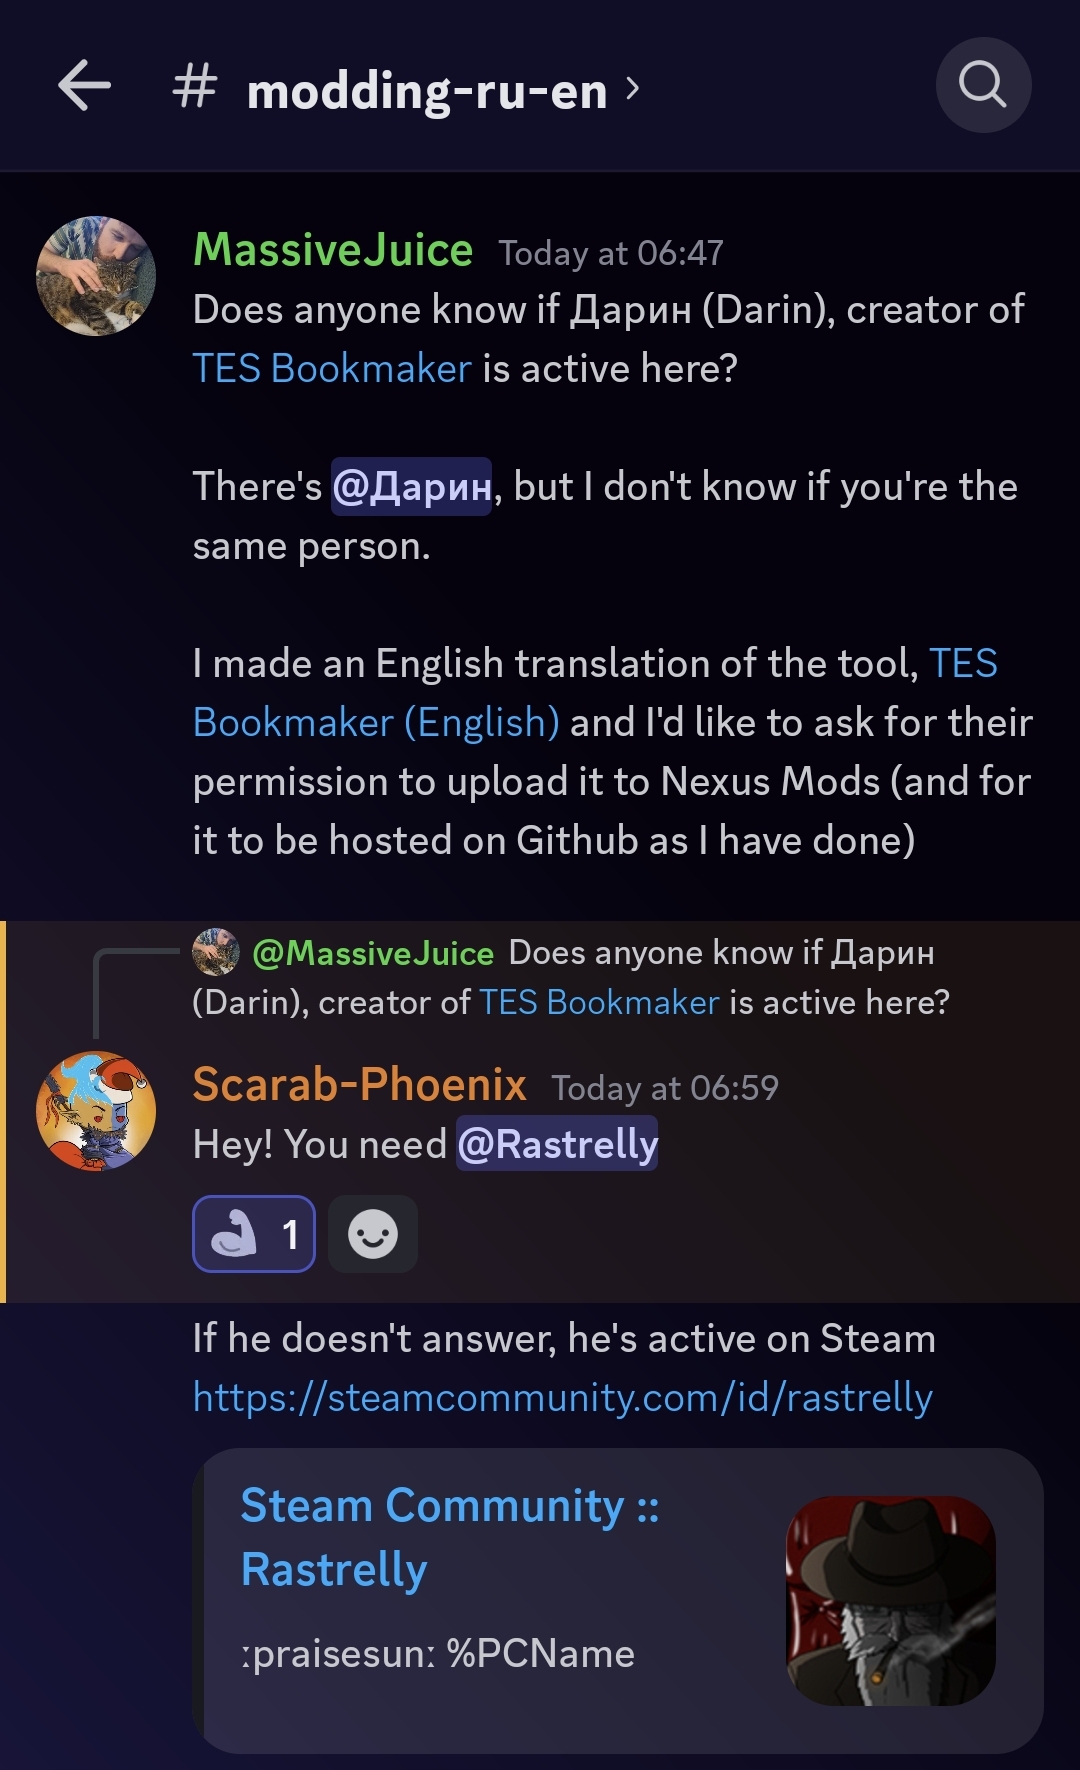 # modding-ru-en
MassiveJuice Today at 06:47
Does anyone know if Дарин (Darin), creator of
TES Bookmaker is active here?
There's @Дарин, but I don't know if you're the
same person.
I made an English translation of the tool, TES
Bookmaker (English) and I'd like to ask for their
permission to upload it to Nexus Mods (and for
it to be hosted on Github as I have done)
@MassiveJuice Does anyone know if Дарин
(Darin), creator of TES Bookmaker is active here?
Scarab-Phoenix Today at 06:59
Hey! You need @Rastrelly
1
If he doesn't answer, he's active on Steam
https://steamcommunity.com/id/rastrelly
Steam Community ::
Rastrelly
:praisesun: %PCName